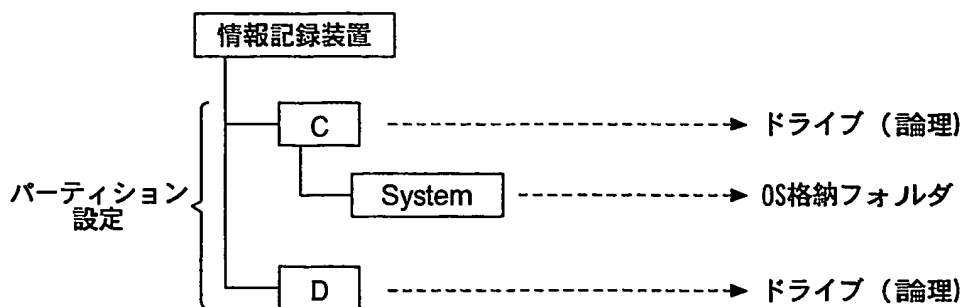 情報記録装置
C
ドライブ（論理)
パーティション
設定
System
OS格納フォルダ
D
ドライブ（論理)